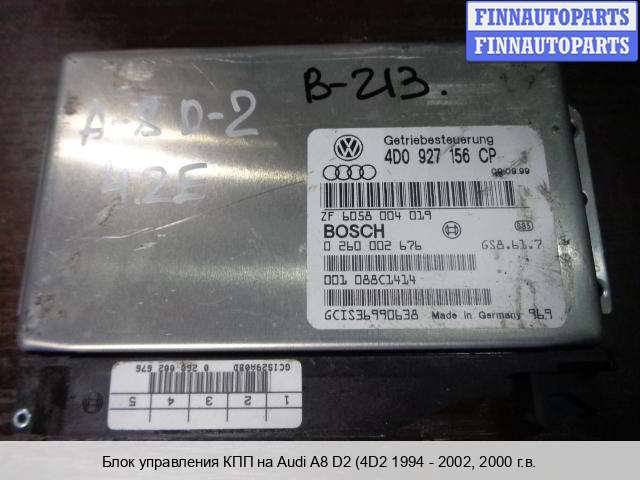 FINNAUTOPARTS
FINNAUTOPARTS
B-213.
A-8 D-2
4.2E
Getriebesteuerung
4D0 927 156 CP
09.09.99
ZF 6058 004 019
BOSCH
0 260 002 676
GS8.61.7
001 088C1414
GCIS36990638 Made in Germany 969
GCIS29A08D 0 260 002 676
1 2 3 4 5
Блок управления КПП на Audi A8 D2 (4D2 1994 - 2002, 2000 г.в.